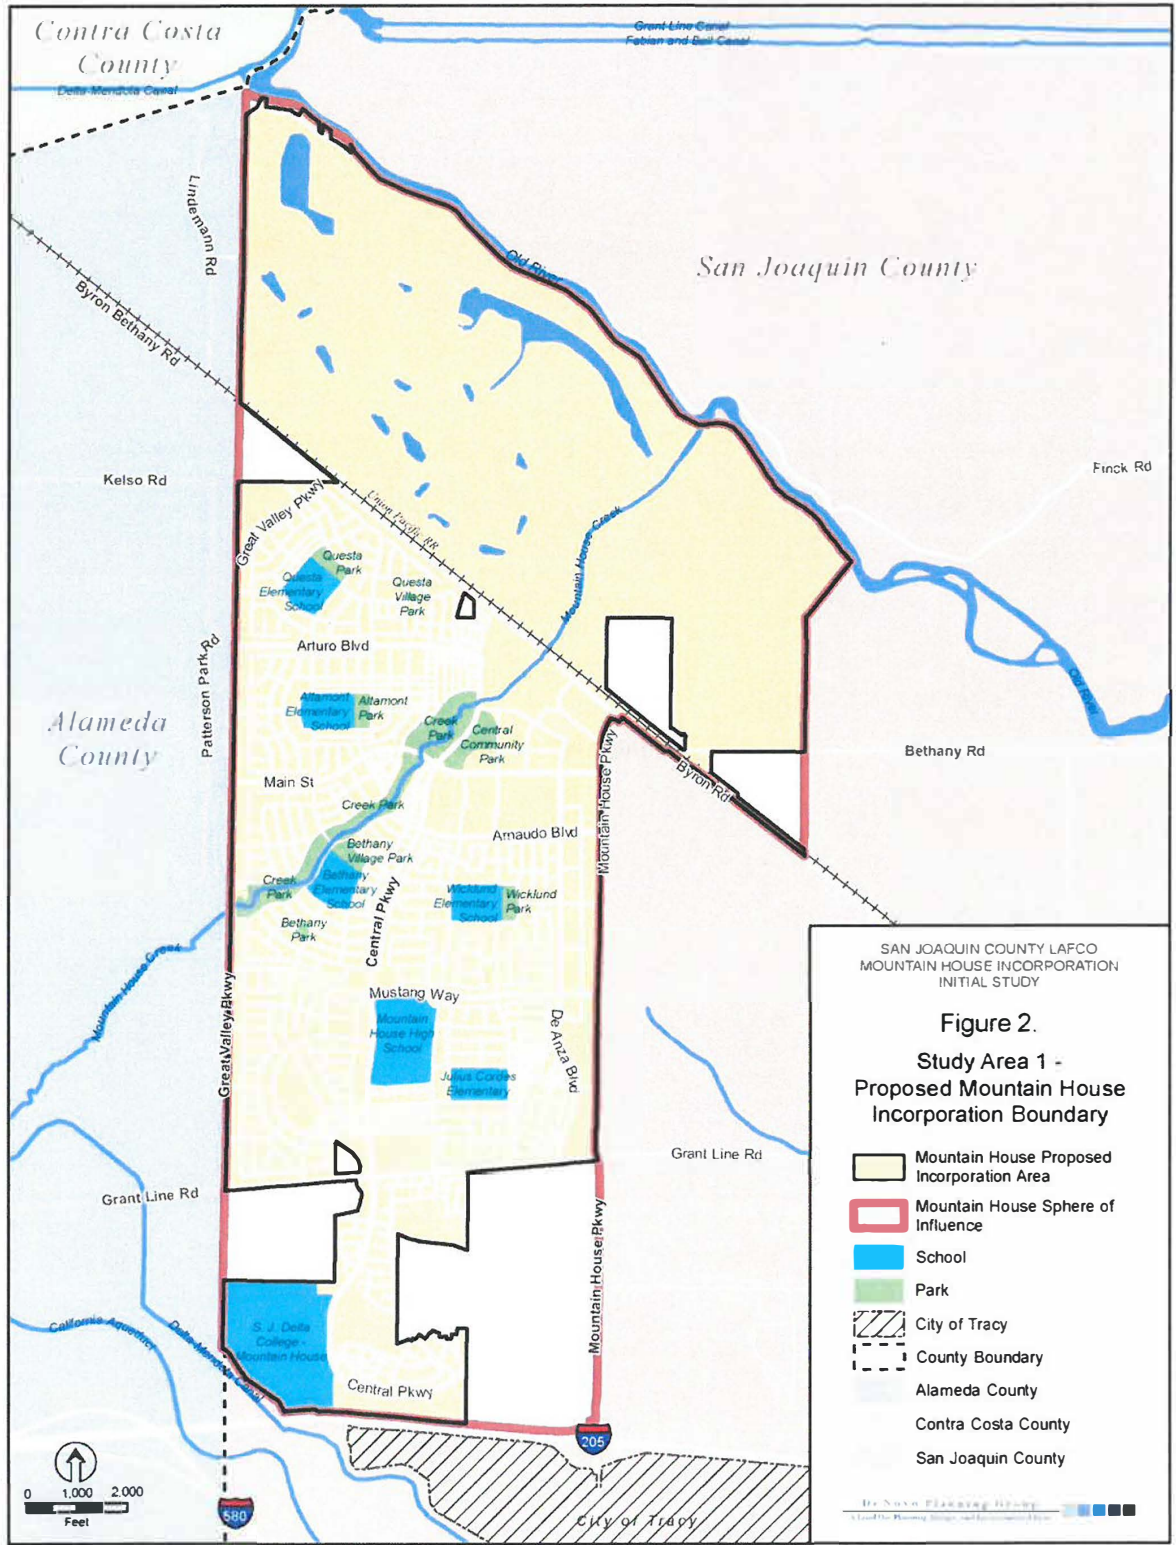 Contra Costa
County
Delta-Mendota Canal
Grant Line Canal
Fabian and Bell Canal
Lindemann Rd
Old River
San Joaquin County
Byron Bethany Rd
Kelso Rd
Finck Rd
Great Valley Pkwy
Union Pacific RR
Mountain House Creek
Questa
Park
Questa
Elementary
School
Questa
Village
Park
Arturo Blvd
Patterson Park Rd
Altamont
Elementary
School
Altamont
Park
Creek
Park
Central
Community
Park
Old River
Alameda
County
Mountain House Pkwy
Bethany Rd
Byron Rd
Main St
Creek Park
Arnaudo Blvd
Bethany
Village Park
Bethany
Elementary
School
Creek
Park
Central Pkwy
Wicklund
Elementary
School
Wicklund
Park
Bethany
Park
Mountain House Creek
Great Valley Pkwy
Mustang Way
Mountain
House High
School
De Anza Blvd
Julius Cordes
Elementary
Grant Line Rd
Grant Line Rd
Mountain House Pkwy
California Aqueduct
Delta-Mendota Canal
S. J. Delta
College -
Mountain House
Central Pkwy
205
580
City of Tracy
0 1,000 2,000
Feet
SAN JOAQUIN COUNTY LAFCO
MOUNTAIN HOUSE INCORPORATION
INITIAL STUDY
Figure 2.
Study Area 1 -
Proposed Mountain House
Incorporation Boundary
Mountain House Proposed
Incorporation Area
Mountain House Sphere of
Influence
School
Park
City of Tracy
County Boundary
Alameda County
Contra Costa County
San Joaquin County
De Novo Planning Group